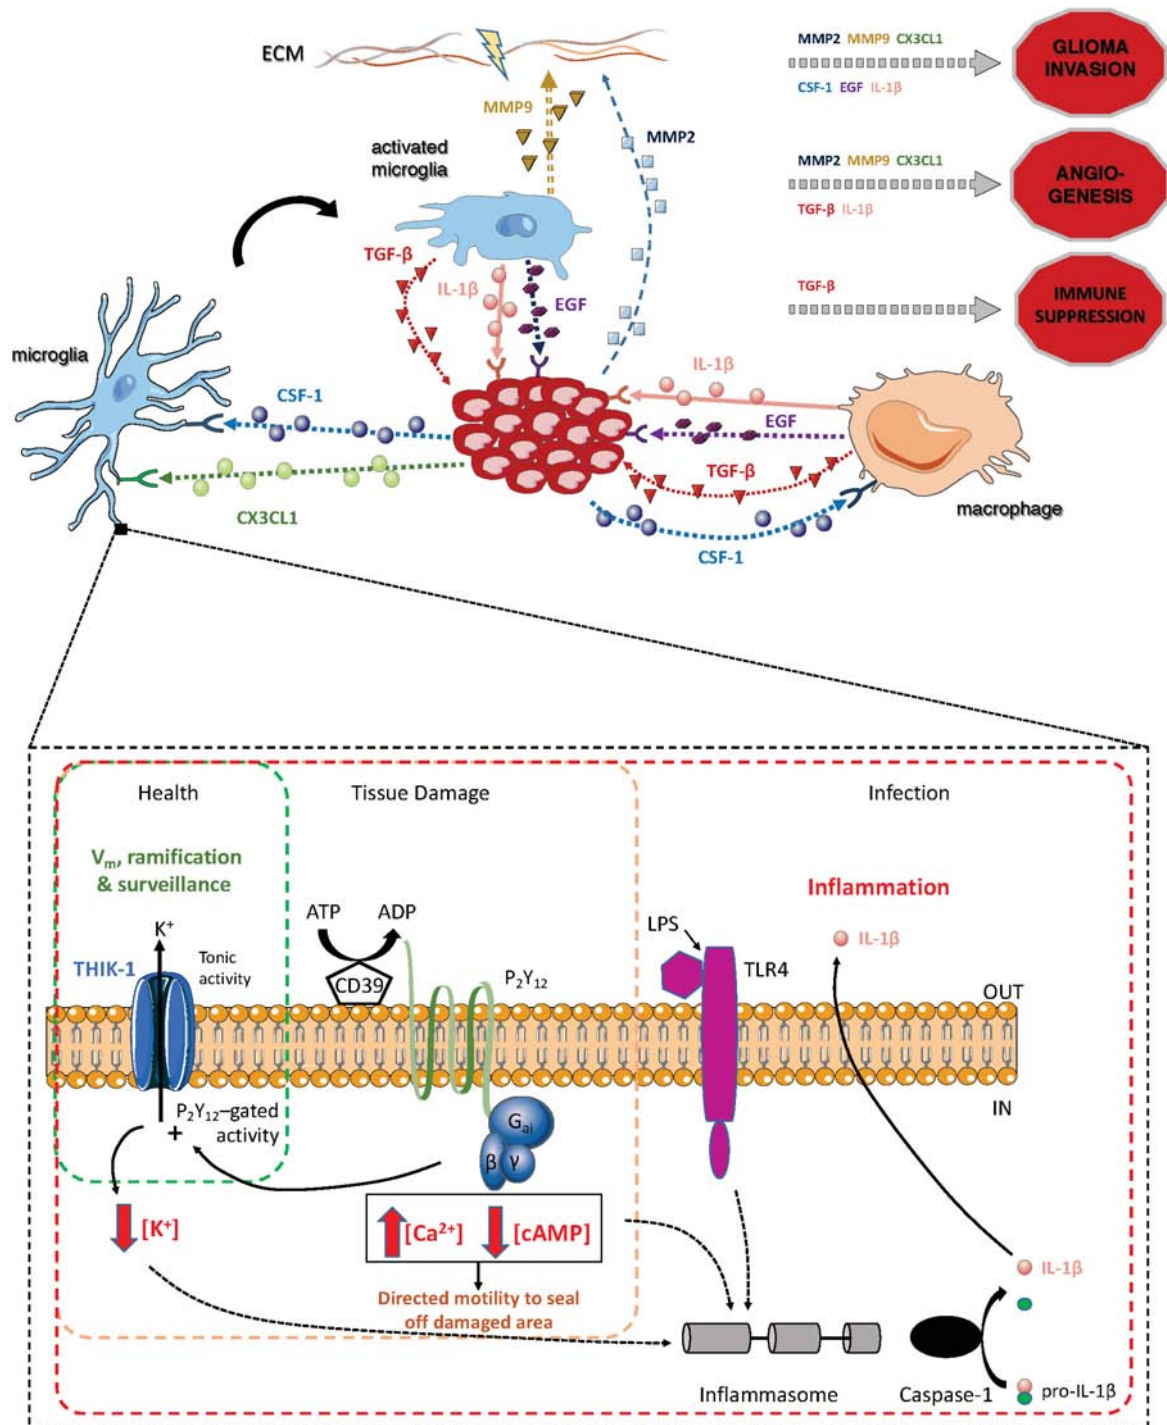 ECM
MMP9
MMP2
activated
microglia
MMP2 MMP9 CX3CL1
CSF-1 EGF IL-1β
GLIOMA
INVASION
MMP2 MMP9 CX3CL1
TGF-β IL-1β
ANGIO-
GENESIS
TGF-β
IMMUNE
SUPPRESSION
TGF-β
IL-1β
EGF
microglia
CSF-1
CX3CL1
IL-1β
EGF
TGF-β
CSF-1
macrophage
Health
Tissue Damage
Infection
Vm, ramification
& surveillance
Inflammation
K+
THIK-1
Tonic
activity
ATP
ADP
CD39
P2Y12
LPS
TLR4
IL-1β
OUT
IN
P2Y12–gated
activity
+
Gai
β
γ
[K+]
[Ca2+]
[cAMP]
Directed motility to seal
off damaged area
IL-1β
Inflammasome
Caspase-1
pro-IL-1β